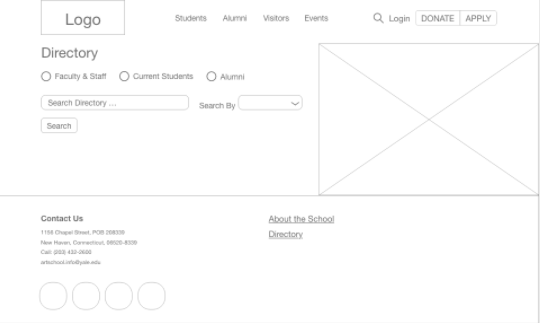 Logo
Students Alumni Visitors Events Login DONATE APPLY
Directory
Faculty & Staff Current Students Alumni
Search Directory ... Search By
Search
Contact Us About the School
1156 Chapel Street, POB 208339
Directory
New Haven, Connecticut, 06520-8339
Call: (203) 432-2600
artschool.info@yale.edu